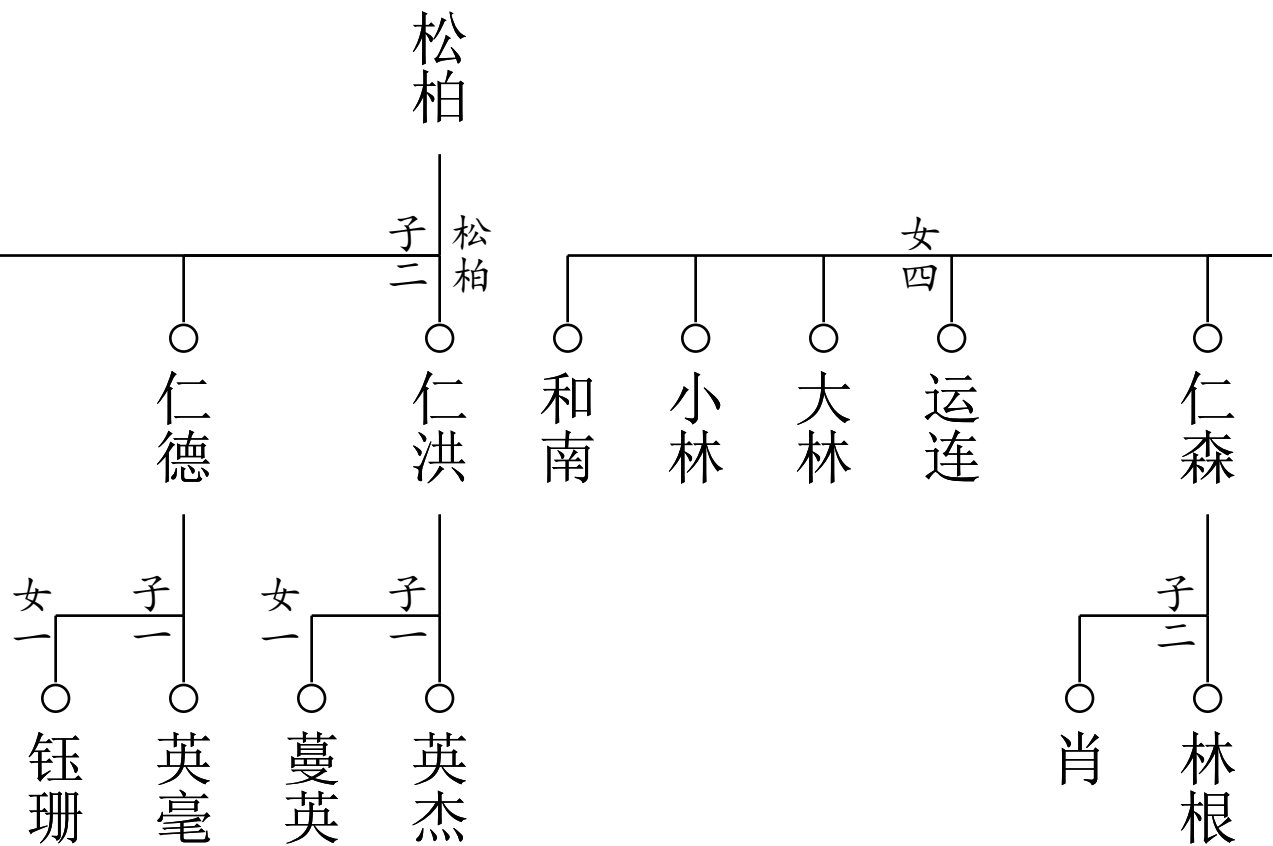 松柏
子二
松柏
女四
仁德
仁洪
和南
小林
大林
运连
仁森
女一
子一
女一
子一
子二
钰珊
英毫
蔓英
英杰
肖
林根